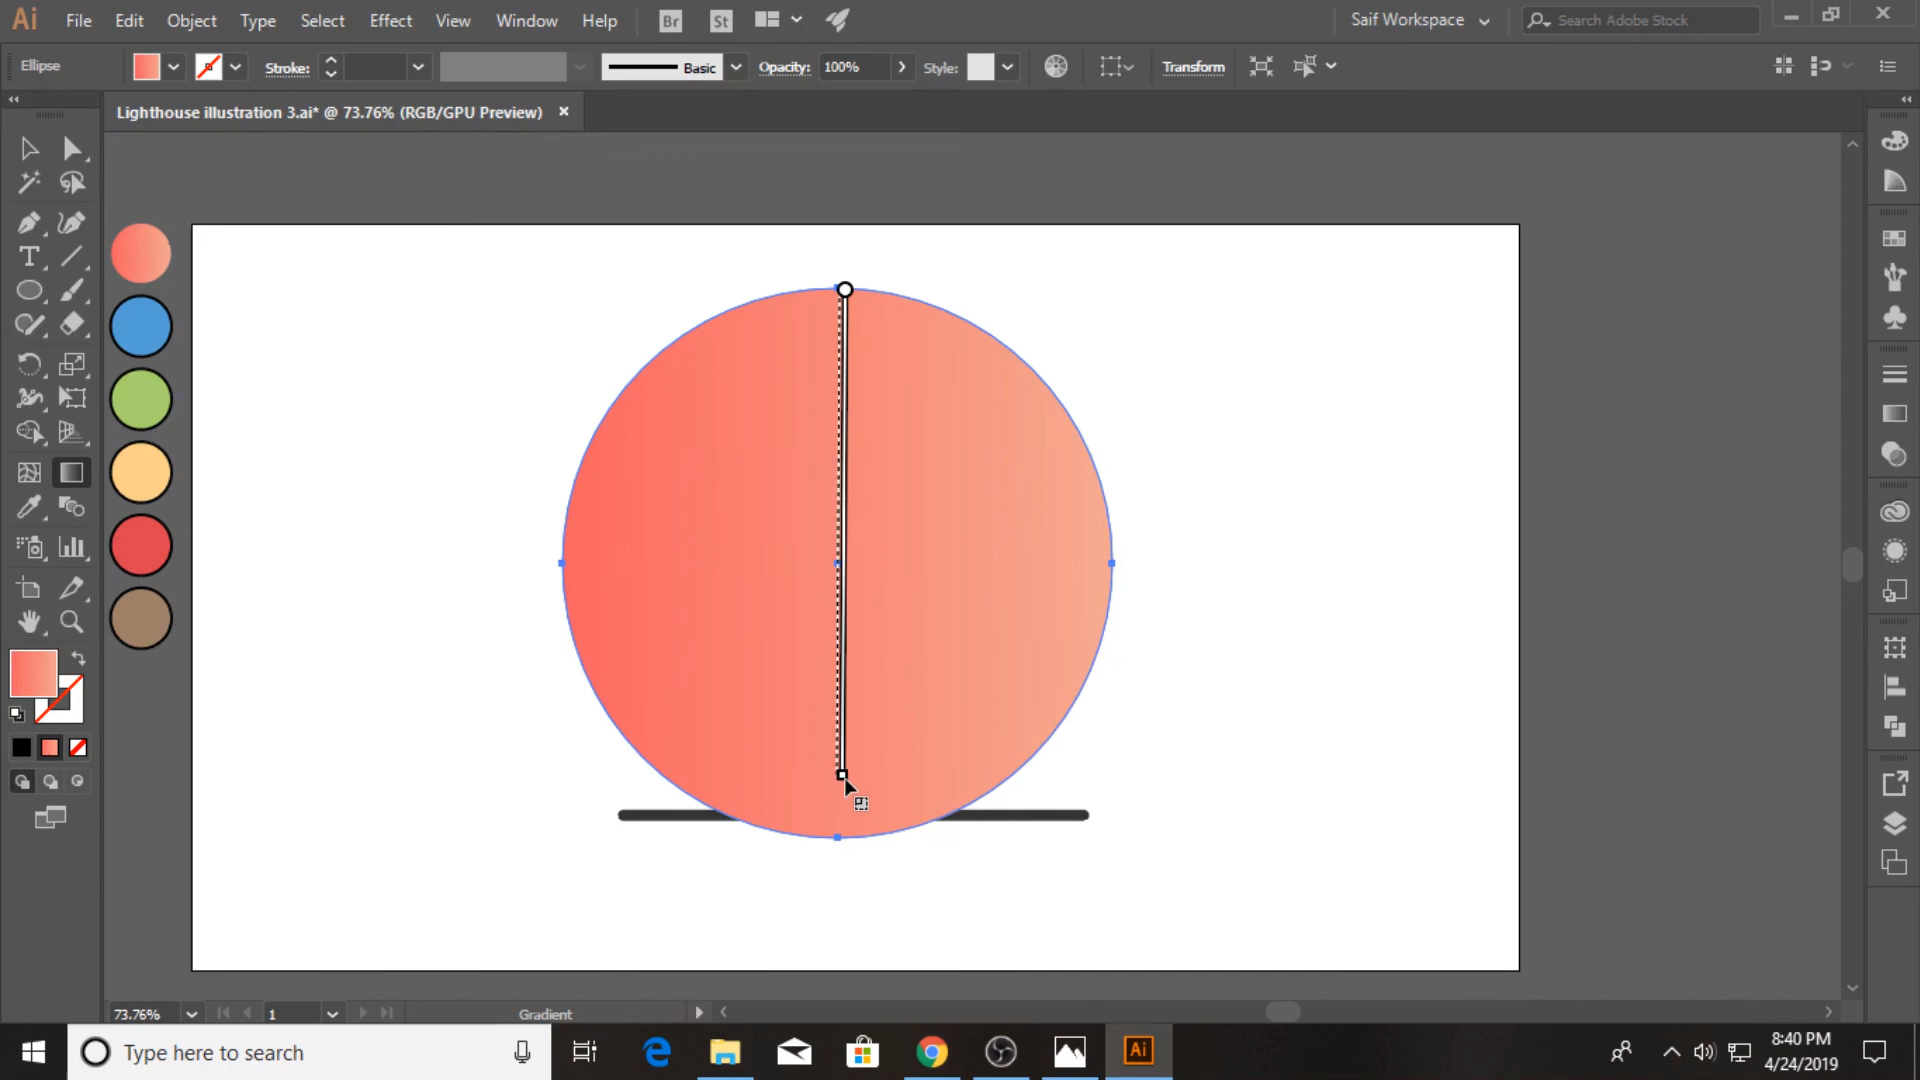 Ai File Edit Object Type Select Effect View Window Help Br St Saif Workspace Search Adobe Stock
Ellipse Stroke: Basic Opacity: 100% Style: Transform
Lighthouse illustration 3.ai* @ 73.76% (RGB/GPU Preview)
73.76% 1 Gradient
Type here to search Ai 8:40 PM
4/24/2019